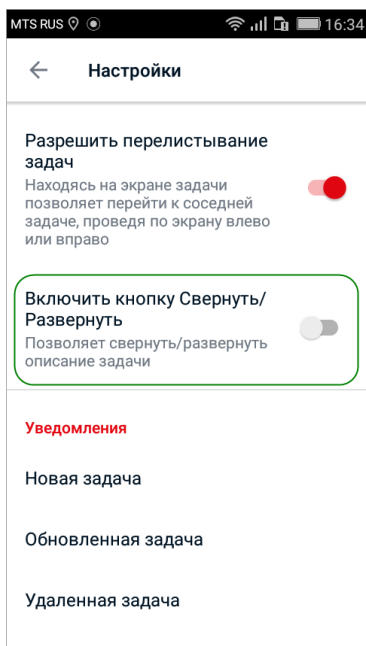 MTS RUS 16:34
Настройки
Разрешить перелистывание
задач
Находясь на экране задачи
позволяет перейти к соседней
задаче, проведя по экрану влево
или вправо
Включить кнопку Свернуть/
Развернуть
Позволяет свернуть/развернуть
описание задачи
Уведомления
Новая задача
Обновленная задача
Удаленная задача